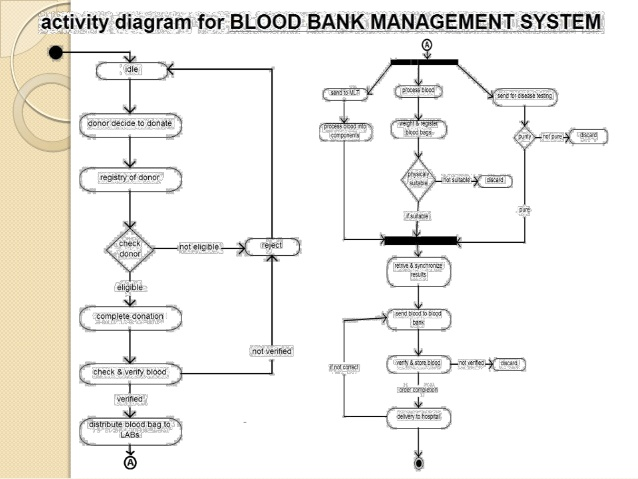 activity diagram for BLOOD BANK MANAGEMENT SYSTEM
idle
donor decide to donate
registry of donor
check
donor
not eligible
reject
eligible
complete donation
not verified
check & verify blood
verified
distribute blood bag to
LABs
A
A
send to MLT
process blood
send for disease testing
process blood into
components
weight & register
blood bags
purity
not pure
discard
physicaly
suitable
not suitable
discard
pure
if suitable
retrive & synchronize
results
send blood to blood
bank
if not correct
verify & store blood
not verified
discard
order completion
delivery to hospital